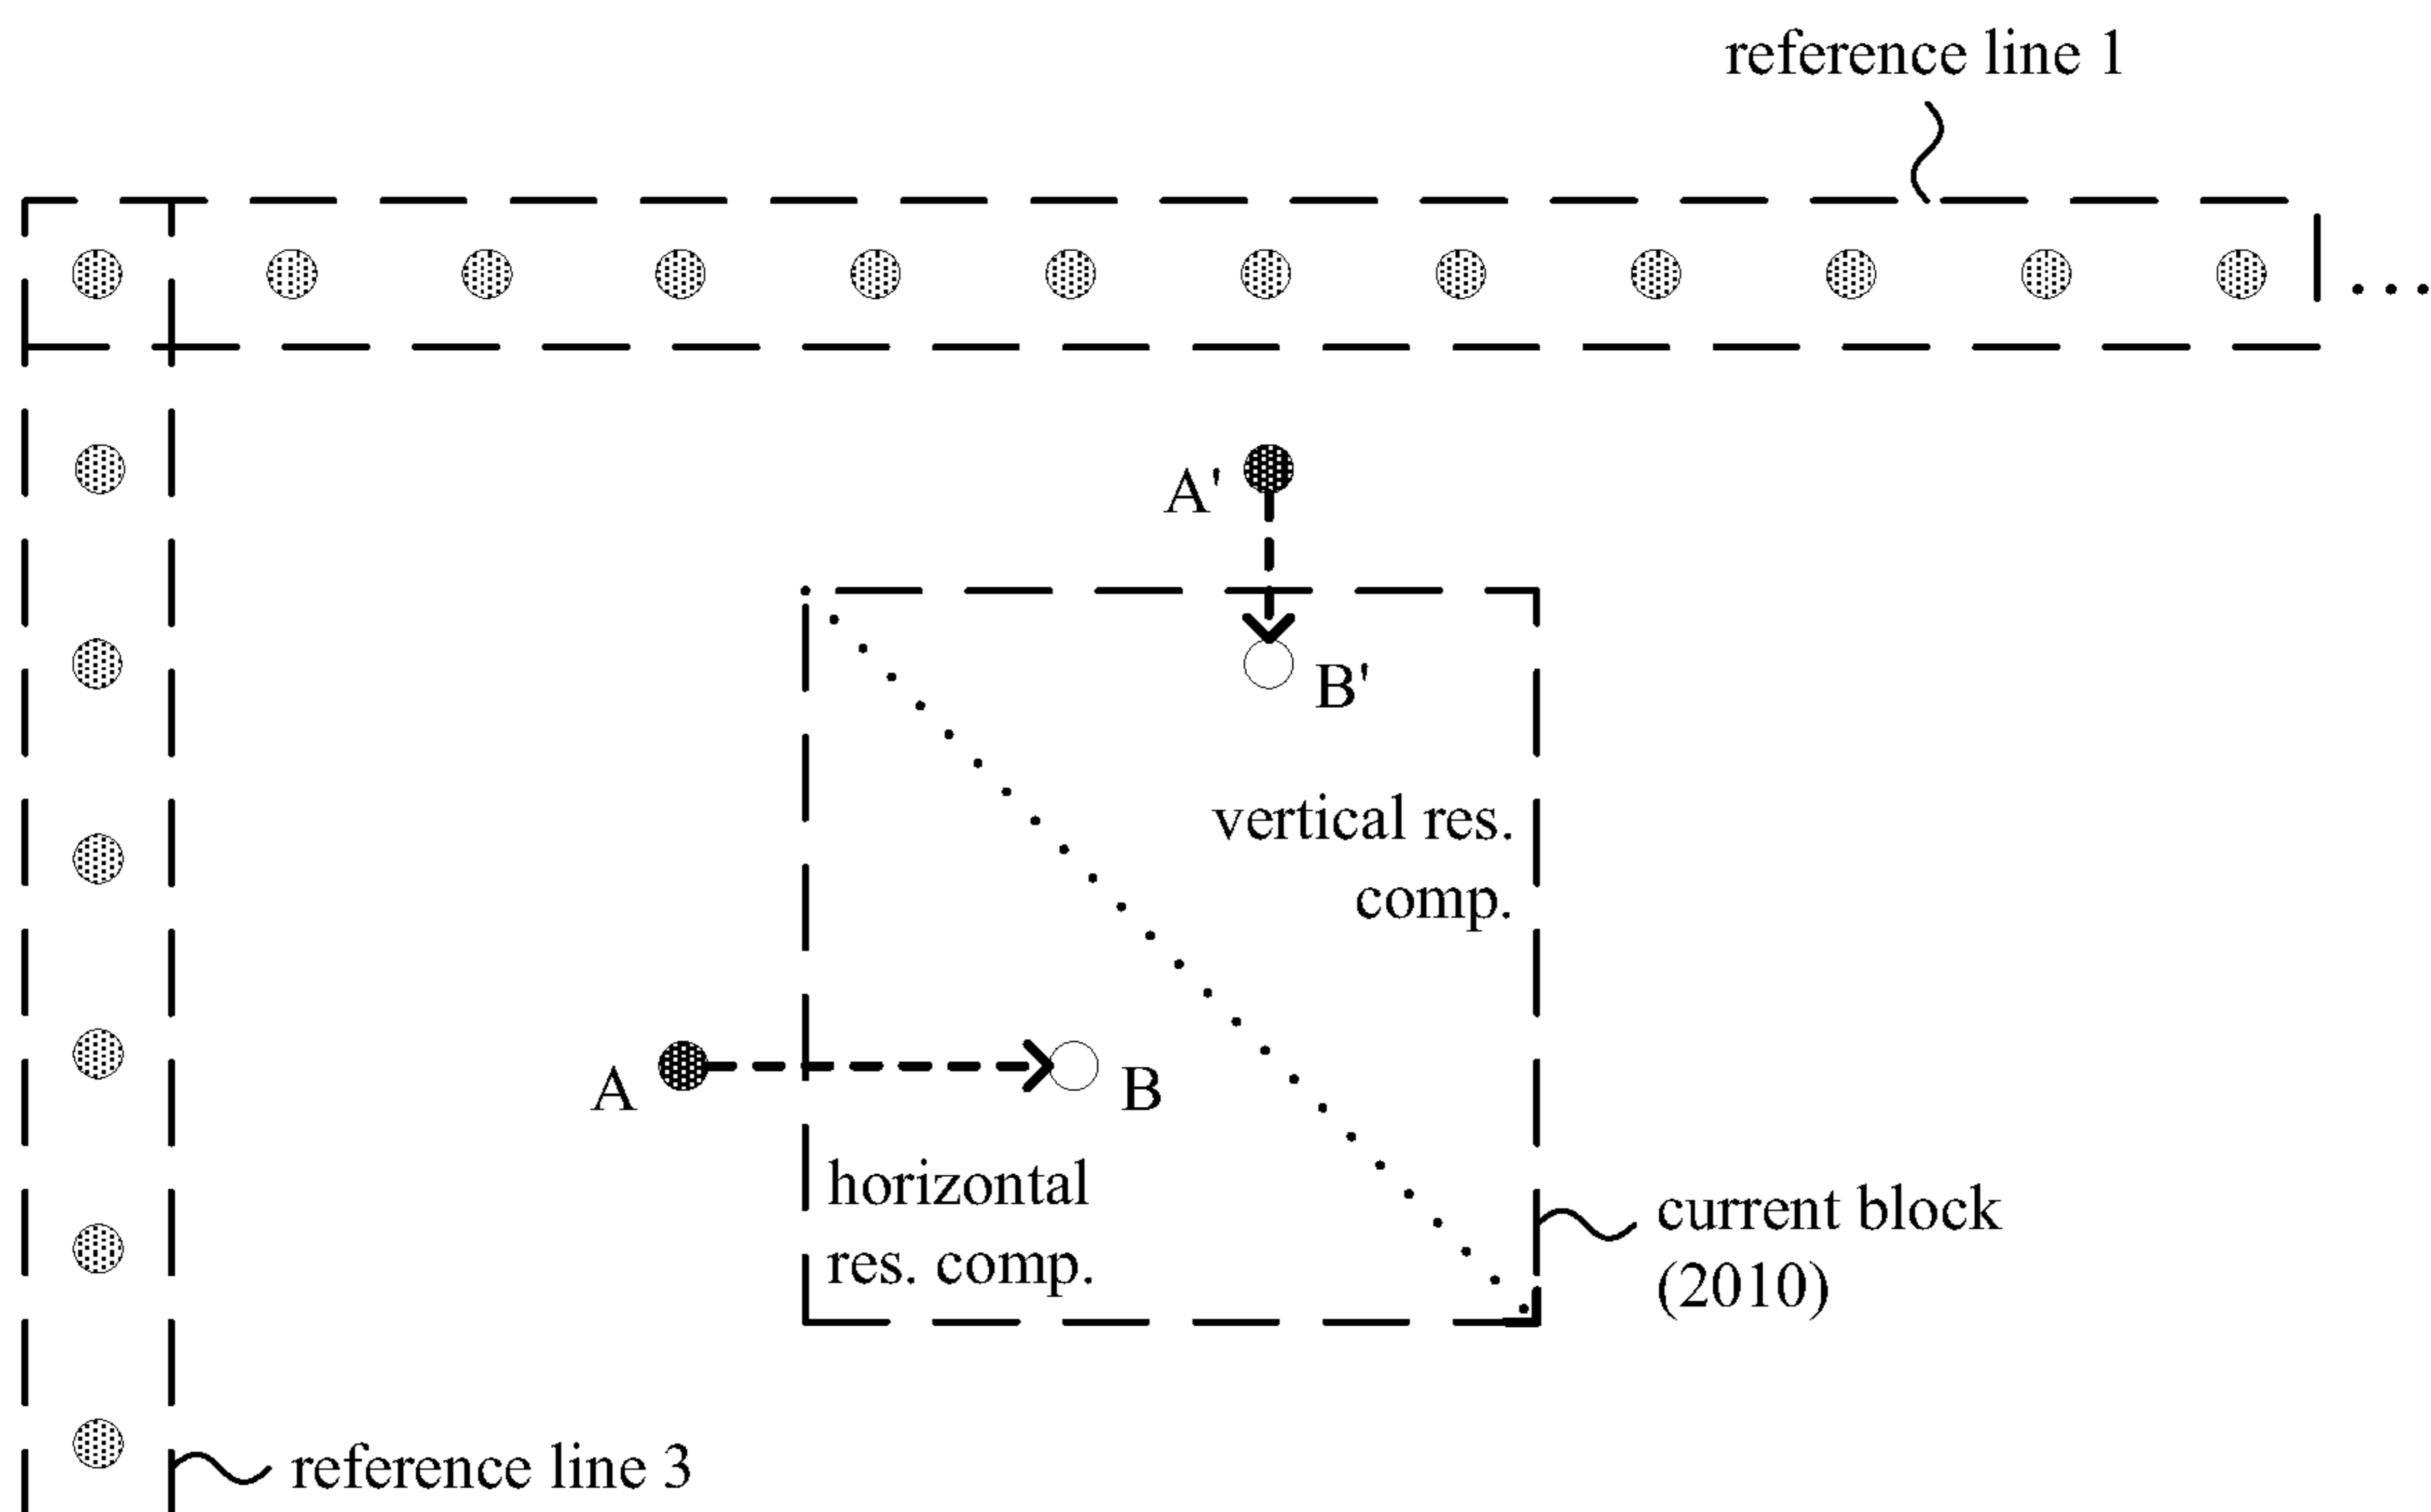 reference line 1
A'
B'
vertical res.
comp.
A
B
horizontal
res. comp.
current block
(2010)
reference line 3